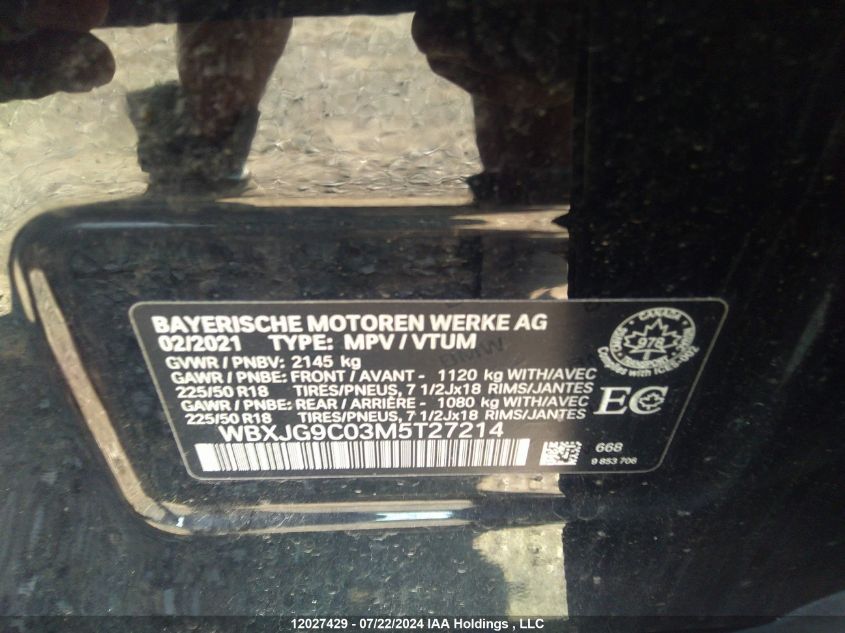 BAYERISCHE MOTOREN WERKE AG
02/2021 TYPE: MPV / VTUM
GVWR / PNBV: 2145 kg
GAWR / PNBE: FRONT / AVANT - 1120 kg WITH/AVEC
225/50 R18 TIRES/PNEUS, 7 1/2Jx18 RIMS/JANTES
GAWR / PNBE: REAR / ARRIÈRE - 1080 kg WITH/AVEC
225/50 R18 TIRES/PNEUS, 7 1/2Jx18 RIMS/JANTES
WBXJG9C03M5T27214
CANADA
978
TRANSPORT
EC
668
9 853 706
12027429 - 07/22/2024 IAA Holdings , LLC